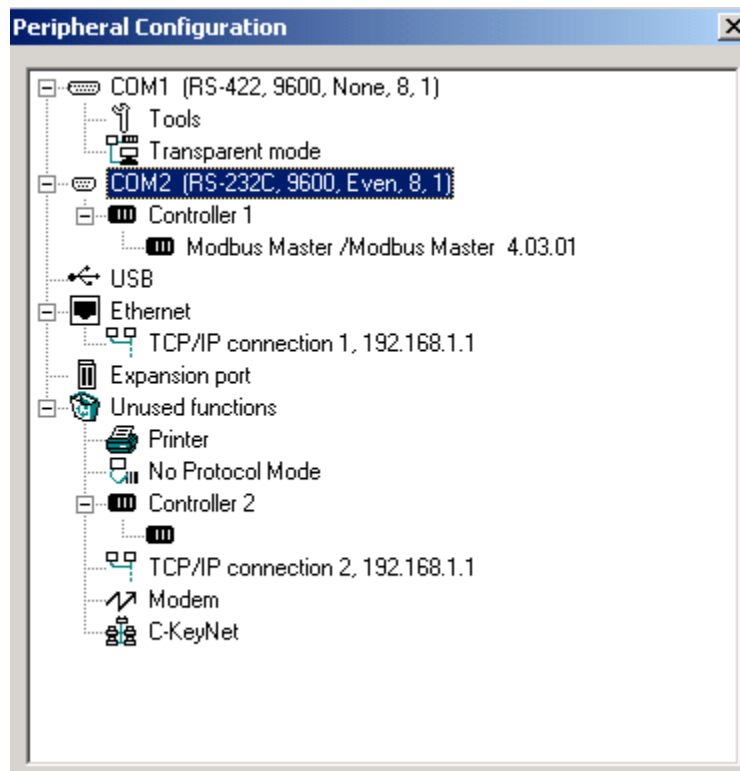 Peripheral Configuration
COM1 (RS-422, 9600, None, 8, 1)
Tools
Transparent mode
COM2 (RS-232C, 9600, Even, 8, 1)
Controller 1
Modbus Master /Modbus Master 4.03.01
USB
Ethernet
TCP/IP connection 1, 192.168.1.1
Expansion port
Unused functions
Printer
No Protocol Mode
Controller 2
TCP/IP connection 2, 192.168.1.1
Modem
C-KeyNet